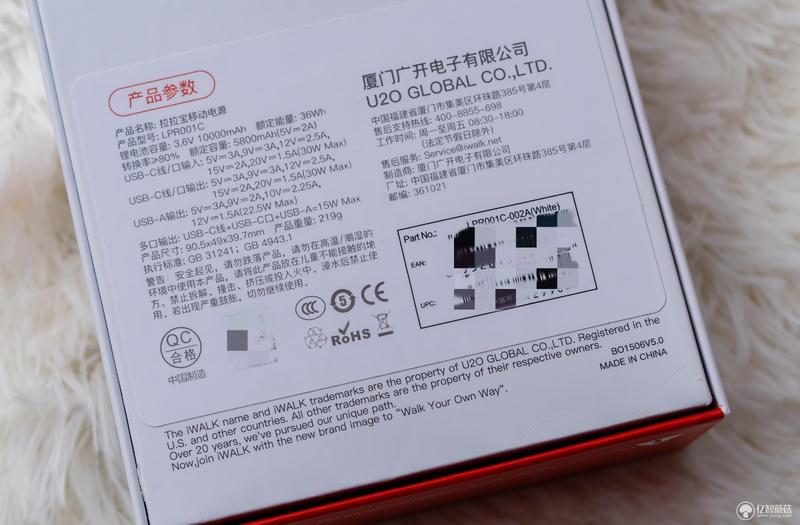 产品参数
产品名称: 拉拉宝移动电源
产品型号: LPR001C
锂电池容量: 3.6V 10000mAh 额定能量: 36Wh
转换率≥80% 额定容量: 5800mAh(5V=2A)
USB-C线/口输入: 5V=3A,9V=3A,12V=2.5A,
15V=2A,20V=1.5A(30W Max)
USB-C线/口输出: 5V=3A,9V=3A,12V=2.5A,
15V=2A,20V=1.5A(30W Max)
USB-A输出: 5V=3A,9V=2A,10V=2.25A,
12V=1.5A(22.5W Max)
多口输出: USB-C线+USB-C口+USB-A=15W Max
产品尺寸: 90.5x49x39.7mm 产品重量: 219g
执行标准: GB 31241; GB 4943.1
警告: 安全起见, 请勿跌落产品, 请勿在高温/潮湿的
环境中使用本产品, 请将此产品放在儿童不能接触的地
方。禁止拆解、撞击、挤压或投入火中。浸水后禁止使
用。若出现严重鼓胀, 切勿继续使用。
QC
合格
中国制造
CCC
5
CE
RoHS
厦门广开电子有限公司
U2O GLOBAL CO.,LTD.
中国福建省厦门市集美区环珠路385号第4层
售后支持热线: 400-8855-698
工作时间: 周一至周五 08:30-18:00
(法定节假日除外)
售后服务: Service@iwalk.net
制造商: 厦门广开电子有限公司
厂址: 中国福建省厦门市集美区环珠路385号第4层
邮编: 361021
Part No.: LPR001C-002A(White)
EAN:
UPC:
The iWALK name and iWALK trademarks are the property of U2O GLOBAL CO.,LTD. Registered in the
U.S. and other countries. All other trademarks are the property of their respective owners.
Over 20 years, we've pursued our unique path.
Now,join iWALK with the new brand image to "Walk Your Own Way".
BO1506V5.0
MADE IN CHINA
亿智蘑菇